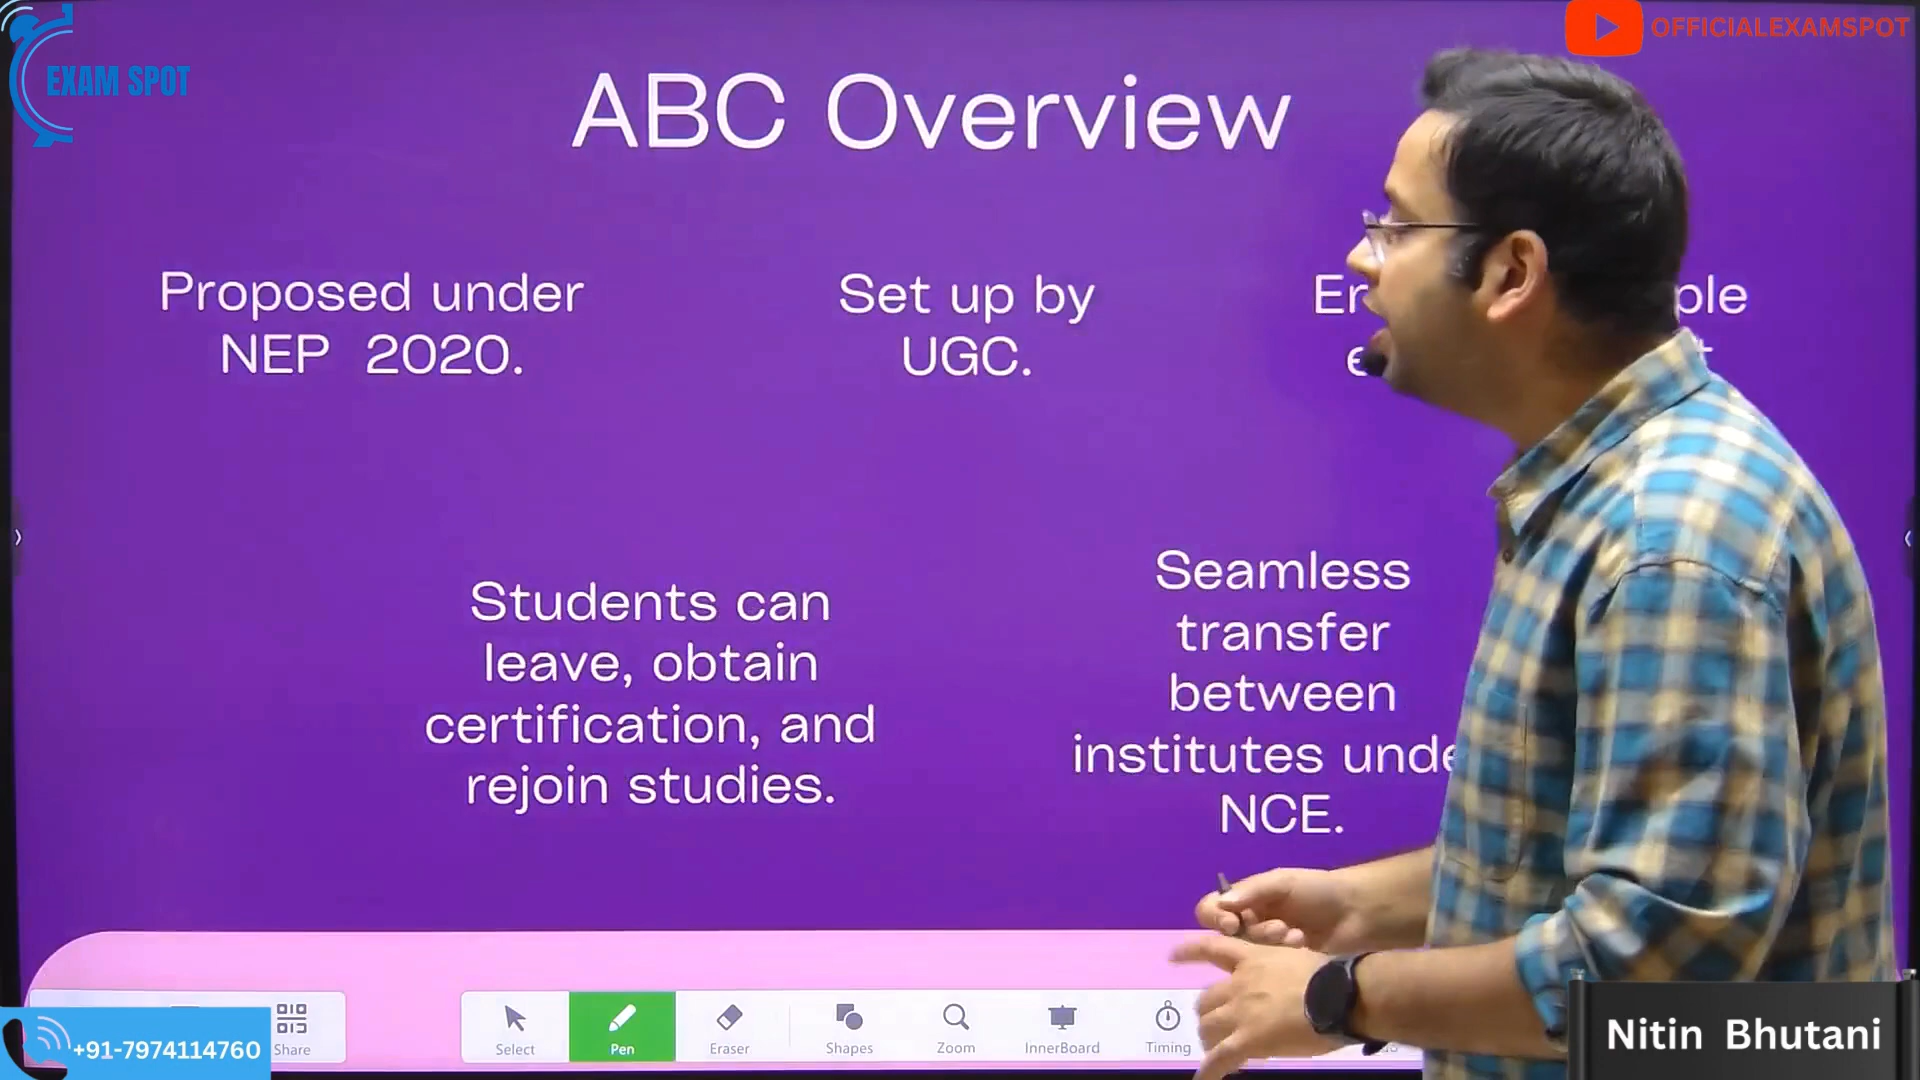 EXAM SPOT
OFFICIALEXAMSPOT
ABC Overview
Proposed under
NEP 2020.
Set up by
UGC.
Students can
leave, obtain
certification, and
rejoin studies.
Seamless
transfer
between
institutes
NCE.
Share
Select
Pen
Eraser
Shapes
Zoom
InnerBoard
Timing
+91-7974114760
Nitin Bhutani